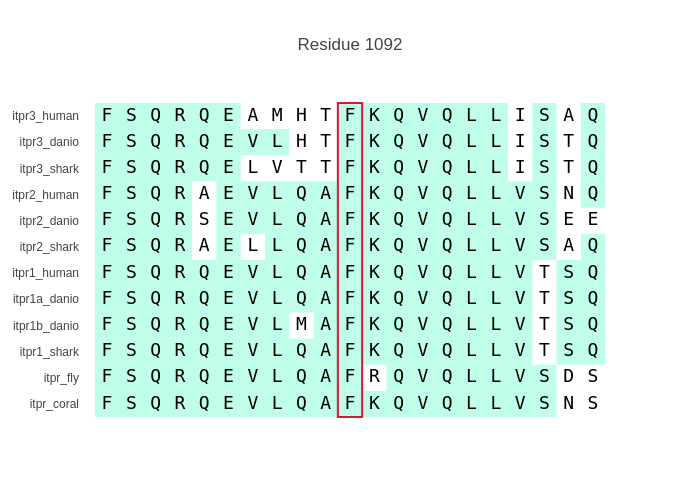 Residue 1092
itpr3_human F S Q R Q E A M H T F K Q V Q L L I S A Q
itpr3_danio F S Q R Q E V L H T F K Q V Q L L I S T Q
itpr3_shark F S Q R Q E L V T T F K Q V Q L L I S T Q
itpr2_human F S Q R A E V L Q A F K Q V Q L L V S N Q
itpr2_danio F S Q R S E V L Q A F K Q V Q L L V S E E
itpr2_shark F S Q R A E L L Q A F K Q V Q L L V S A Q
itpr1_human F S Q R Q E V L Q A F K Q V Q L L V T S Q
itpr1a_danio F S Q R Q E V L Q A F K Q V Q L L V T S Q
itpr1b_danio F S Q R Q E V L M A F K Q V Q L L V T S Q
itpr1_shark F S Q R Q E V L Q A F K Q V Q L L V T S Q
itpr_fly F S Q R Q E V L Q A F R Q V Q L L V S D S
itpr_coral F S Q R Q E V L Q A F K Q V Q L L V S N S